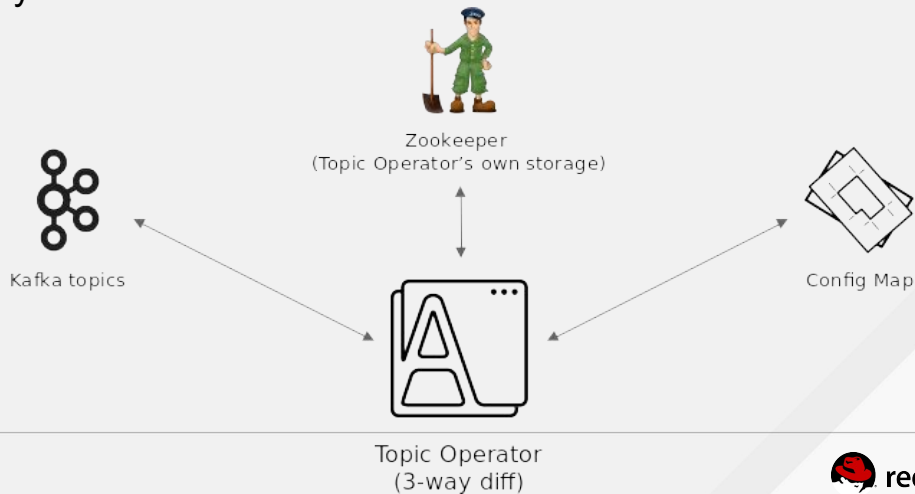 Zookeeper
(Topic Operator's own storage)
Kafka topics
Config Map
Topic Operator
(3-way diff)